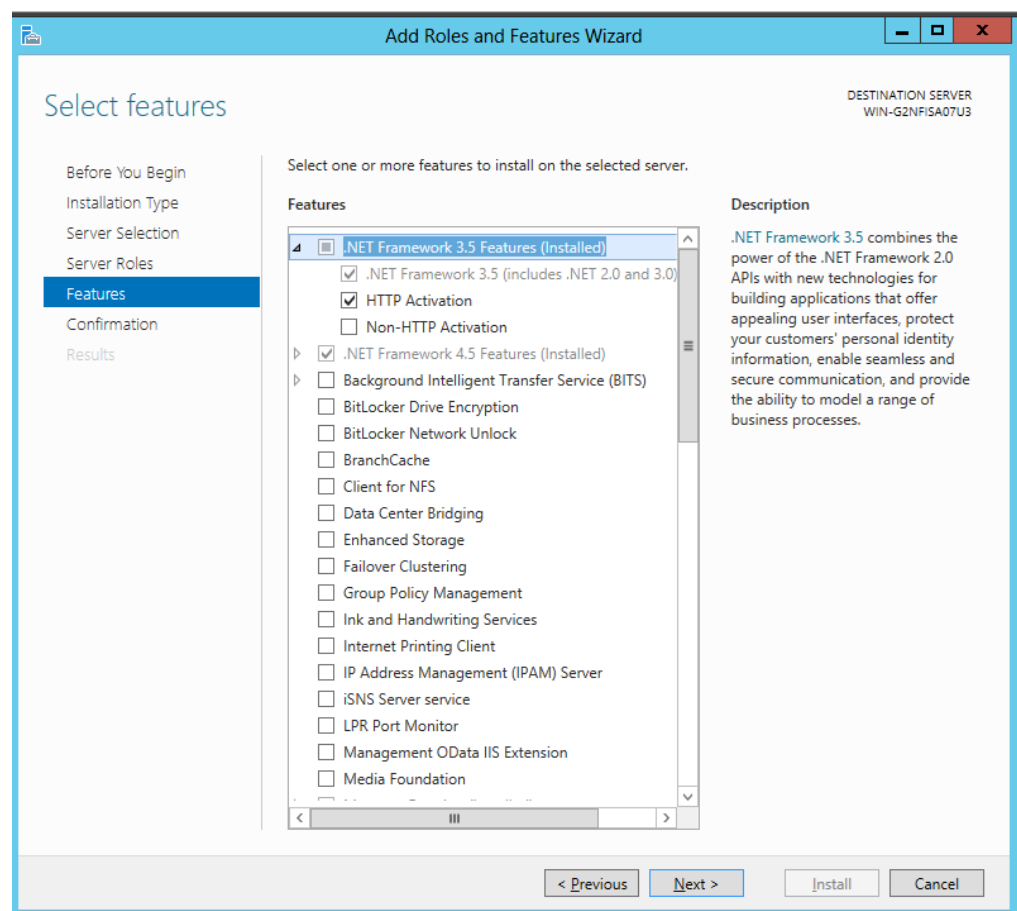 Add Roles and Features Wizard
Select features
DESTINATION SERVER
WIN-G2NFISA07U3
Before You Begin
Installation Type
Server Selection
Server Roles
Features
Confirmation
Results
Select one or more features to install on the selected server.
Features
.NET Framework 3.5 Features (Installed)
.NET Framework 3.5 (includes .NET 2.0 and 3.0)
HTTP Activation
Non-HTTP Activation
.NET Framework 4.5 Features (Installed)
Background Intelligent Transfer Service (BITS)
BitLocker Drive Encryption
BitLocker Network Unlock
BranchCache
Client for NFS
Data Center Bridging
Enhanced Storage
Failover Clustering
Group Policy Management
Ink and Handwriting Services
Internet Printing Client
IP Address Management (IPAM) Server
iSNS Server service
LPR Port Monitor
Management OData IIS Extension
Media Foundation
Description
.NET Framework 3.5 combines the
power of the .NET Framework 2.0
APIs with new technologies for
building applications that offer
appealing user interfaces, protect
your customers' personal identity
information, enable seamless and
secure communication, and provide
the ability to model a range of
business processes.
< Previous
Next >
Install
Cancel